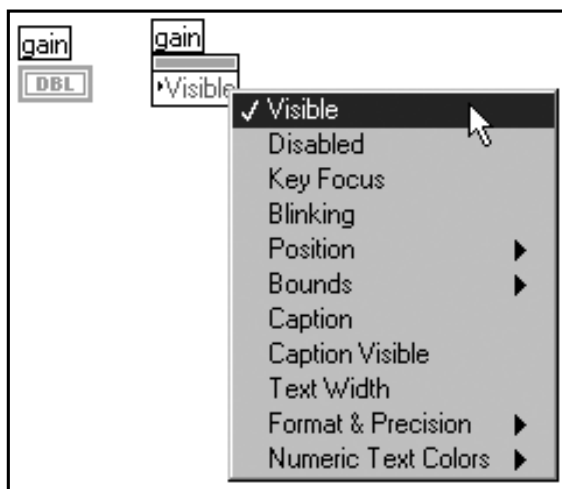 gain
DBL
gain
Visible
✓ Visible
Disabled
Key Focus
Blinking
Position
Bounds
Caption
Caption Visible
Text Width
Format & Precision
Numeric Text Colors